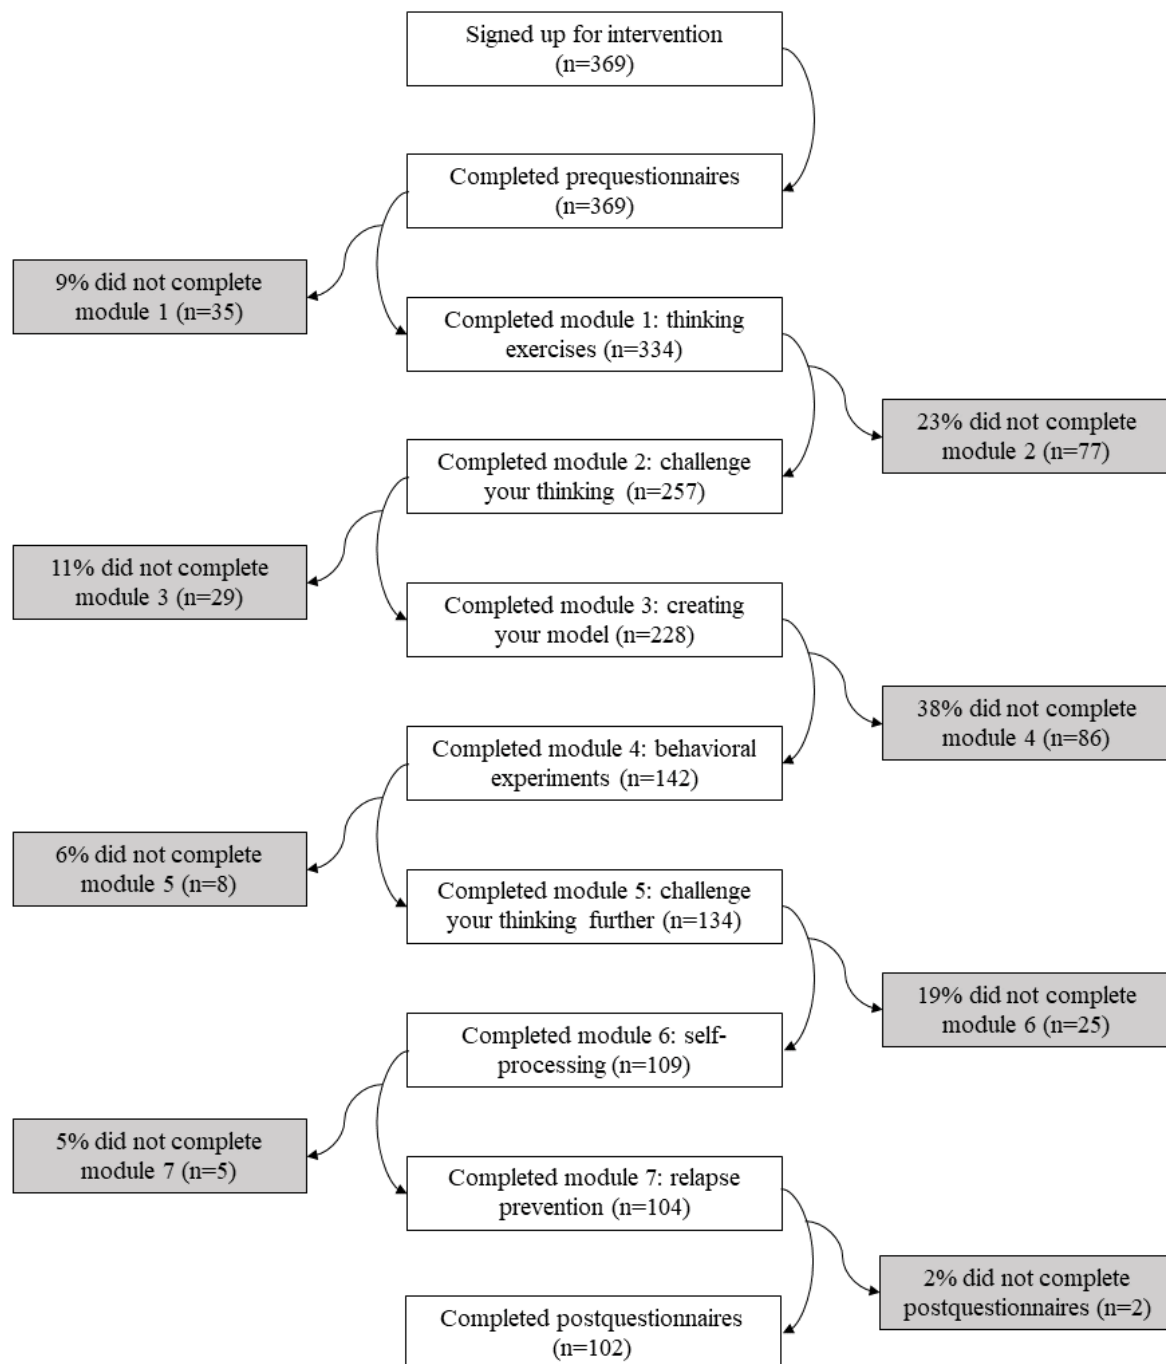 Signed up for intervention
(n=369)
Completed prequestionnaires
(n=369)
9% did not complete
module 1 (n=35)
Completed module 1: thinking
exercises (n=334)
23% did not complete
module 2 (n=77)
Completed module 2: challenge
your thinking (n=257)
11% did not complete
module 3 (n=29)
Completed module 3: creating
your model (n=228)
38% did not complete
module 4 (n=86)
Completed module 4: behavioral
experiments (n=142)
6% did not complete
module 5 (n=8)
Completed module 5: challenge
your thinking further (n=134)
19% did not complete
module 6 (n=25)
Completed module 6: self-
processing (n=109)
5% did not complete
module 7 (n=5)
Completed module 7: relapse
prevention (n=104)
2% did not complete
postquestionnaires (n=2)
Completed postquestionnaires
(n=102)